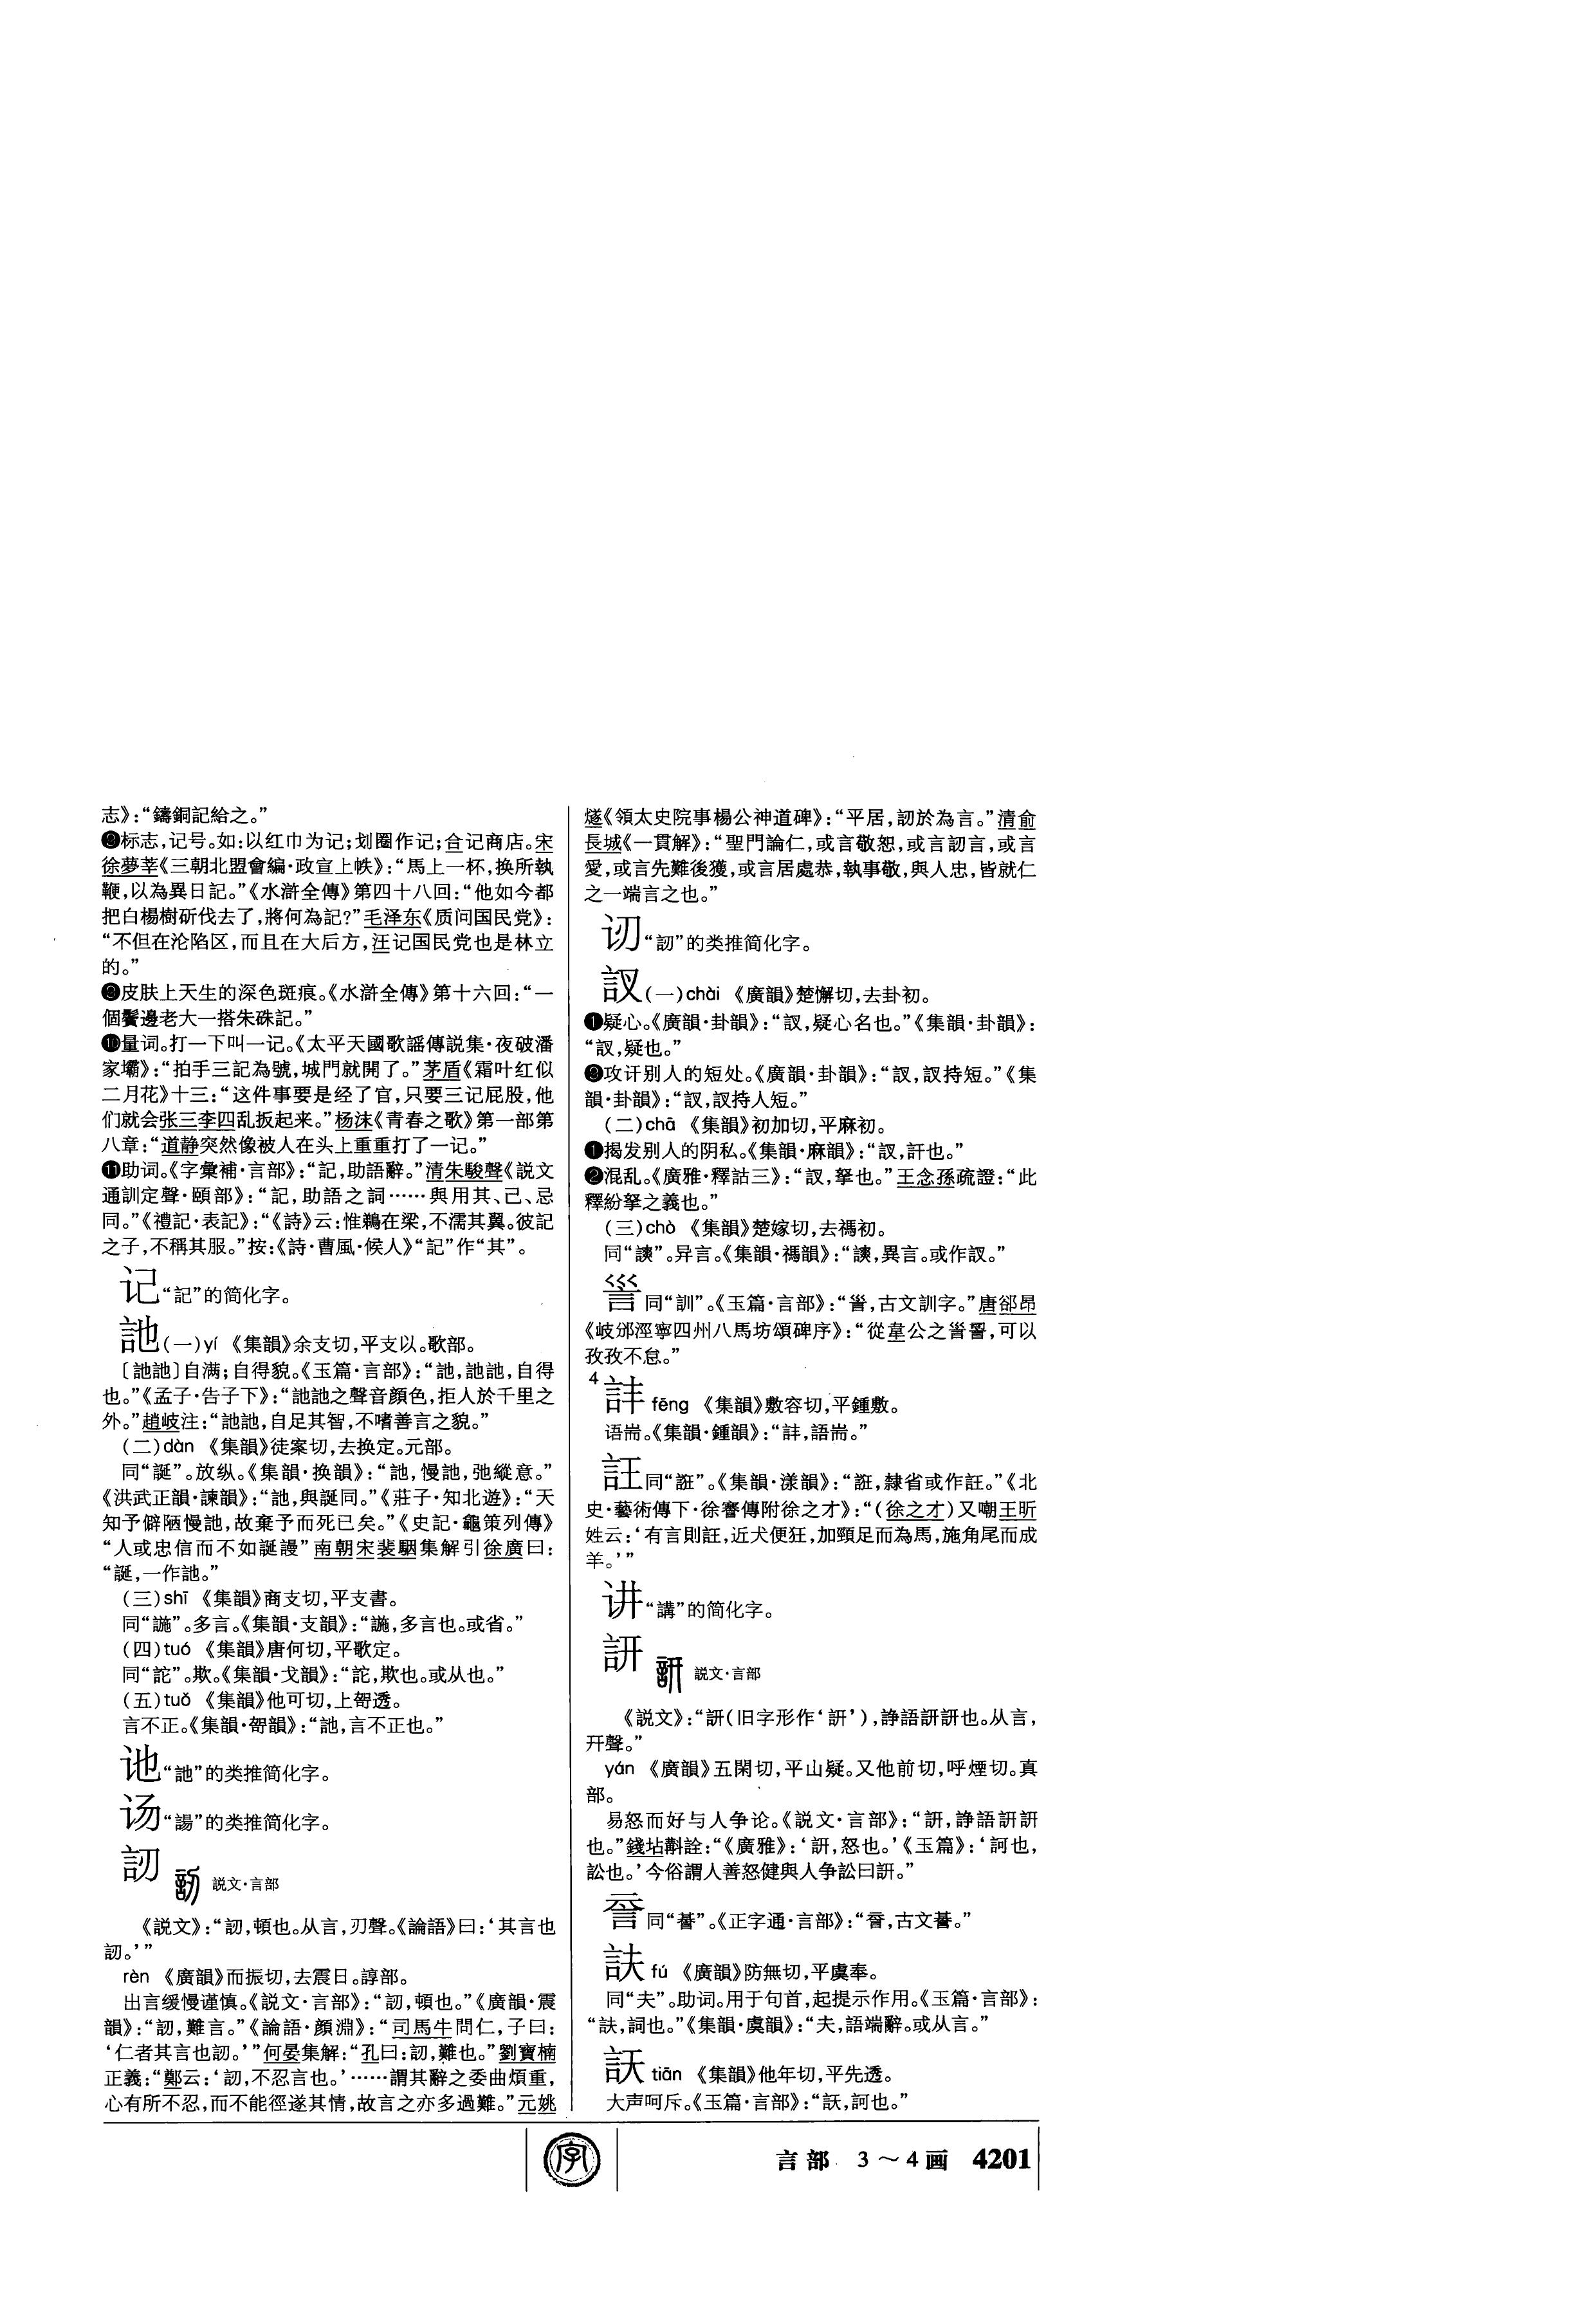 志》：“鑄銅記給之。”
❽标志，记号。如：以红巾为记；划圈作记；合记商店。宋
徐夢莘《三朝北盟會編·政宣上帙》：“馬上一杯，换所執
鞭，以為異日記。”《水滸全傳》第四十八回：“他如今都
把白楊樹斫伐去了，將何為記？”毛泽东《质问国民党》：
“不但在沦陷区，而且在大后方，汪记国民党也是林立
的。”
❾皮肤上天生的深色斑痕。《水滸全傳》第十六回：“一
個鬢邊老大一搭朱硃記。”
❿量词。打一下叫一记。《太平天國歌謡傳説集·夜破潘
家壩》：“拍手三記為號，城門就開了。”茅盾《霜叶红似
二月花》十三：“这件事要是经了官，只要三记屁股，他
们就会张三李四乱扳起来。”杨沫《青春之歌》第一部第
八章：“道静突然像被人在头上重重打了一记。”
⓫助词。《字彙補·言部》：“記，助語辭。”清朱駿聲《説文
通訓定聲·頤部》：“記，助語之詞……與用其、己、忌
同。”《禮記·表記》：“《詩》云：惟鵜在梁，不濡其翼。彼記
之子，不稱其服。”按：《詩·曹風·候人》“記”作“其”。
记“記”的简化字。
訑(一)yí 《集韻》余支切，平支以。歌部。
〔訑訑〕自满；自得貌。《玉篇·言部》：“訑，訑訑，自得
也。”《孟子·告子下》：“訑訑之聲音顔色，拒人於千里之
外。”趙岐注：“訑訑，自足其智，不嗜善言之貌。”
(二)dàn 《集韻》徒案切，去换定。元部。
同“誕”。放纵。《集韻·换韻》：“訑，慢訑，弛縱意。”
《洪武正韻·諫韻》：“訑，與誕同。”《莊子·知北遊》：“天
知予僻陋慢訑，故棄予而死已矣。”《史記·龜策列傳》
“人或忠信而不如誕謾”南朝宋裴駰集解引徐廣曰：
“誕，一作訑。”
(三)shī 《集韻》商支切，平支書。
同“䛈”。多言。《集韻·支韻》：“䛈，多言也。或省。”
(四)tuó 《集韻》唐何切，平歌定。
同“詑”。欺。《集韻·戈韻》：“詑，欺也。或从也。”
(五)tuǒ 《集韻》他可切，上哿透。
言不正。《集韻·哿韻》：“訑，言不正也。”
“訑”的类推简化字。
“諹”的类推简化字。
訒 説文·言部
《説文》：“訒，頓也。从言，刃聲。《論語》曰：‘其言也
訒。’”
rèn 《廣韻》而振切，去震日。諄部。
出言缓慢谨慎。《説文·言部》：“訒，頓也。”《廣韻·震
韻》：“訒，難言。”《論語·顔淵》：“司馬牛問仁，子曰：
‘仁者其言也訒。’”何晏集解：“孔曰：訒，難也。”劉寶楠
正義：“鄭云：‘訒，不忍言也。’……謂其辭之委曲煩重，
心有所不忍，而不能徑遂其情，故言之亦多過難。”元姚
燧《領太史院事楊公神道碑》：“平居，訒於為言。”清俞
長城《一貫解》：“聖門論仁，或言敬恕，或言訒言，或言
愛，或言先難後獲，或言居處恭，執事敬，與人忠，皆就仁
之一端言之也。”
讱“訒”的类推简化字。
訍(一)chài 《廣韻》楚懈切，去卦初。
❶疑心。《廣韻·卦韻》：“訍，疑心名也。”《集韻·卦韻》：
“訍，疑也。”
❷攻讦别人的短处。《廣韻·卦韻》：“訍，訍持短。”《集
韻·卦韻》：“訍，訍持人短。”
(二)chā 《集韻》初加切，平麻初。
❶揭发别人的阴私。《集韻·麻韻》：“訍，訐也。”
❷混乱。《廣雅·釋詁三》：“訍，拏也。”王念孫疏證：“此
釋紛拏之義也。”
(三)chà 《集韻》楚嫁切，去禡初。
同“”。异言。《集韻·禡韻》：“，異言。或作訍。”
同“訓”。《玉篇·言部》：“，古文訓字。”唐郤昂
《岐邠涇寧四州八馬坊頌碑序》：“從韋公之，可以
孜孜不怠。”
4
䛀 fēng 《集韻》敷容切，平鍾敷。
语耑。《集韻·鍾韻》：“䛀，語耑。”
同“誑”。《集韻·漾韻》：“誑，隸省或作。”《北
史·藝術傳下·徐謇傳附徐之才》：“(徐之才)又嘲王昕
姓云：‘有言則，近犬便狂，加頸足而為馬，施角尾而成
羊。’”
讲“講”的简化字。
訮 説文·言部
《説文》：“訮(旧字形作‘訮’)，諍語訮訮也。从言，
幵聲。”
yán 《廣韻》五閑切，平山疑。又他前切，呼煙切。真
部。
易怒而好与人争论。《説文·言部》：“訮，諍語訮訮
也。”錢坫斠詮：“《廣雅》：‘訮，怒也。’《玉篇》：‘訶也，
訟也。’今俗謂人善怒健與人争訟曰訮。”
同“謩”。《正字通·言部》：“，古文謩。”
fú 《廣韻》防無切，平虞奉。
同“夫”。助词。用于句首，起提示作用。《玉篇·言部》：
“，詞也。”《集韻·虞韻》：“夫，語端辭。或从言。”
tiān 《集韻》他年切，平先透。
大声呵斥。《玉篇·言部》：“，訶也。”
字
言部 3～4画 4201